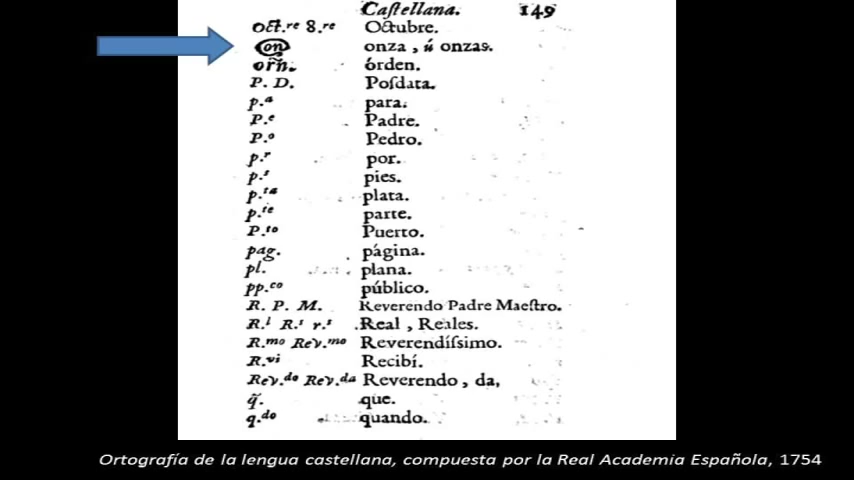 Caſtellana. 149
Oct.re 8.re Octubre.
on onza, ú onzas.
orñ. órden.
P. D. Poſdata.
p.a para.
P.e Padre.
P.o Pedro.
p.r por.
p.s pies.
p.ta plata.
p.te parte.
P.to Puerto.
pag. página.
pl. plana.
pp.co público.
R. P. M. Reverendo Padre Maeſtro.
R.l R.s r.s Real, Reales.
R.mo Rev.mo Reverendíſsimo.
R.vi Recibí.
Rev.do Rev.da Reverendo, da,
q̃. que.
q.do quando.
Ortografía de la lengua castellana, compuesta por la Real Academia Española, 1754